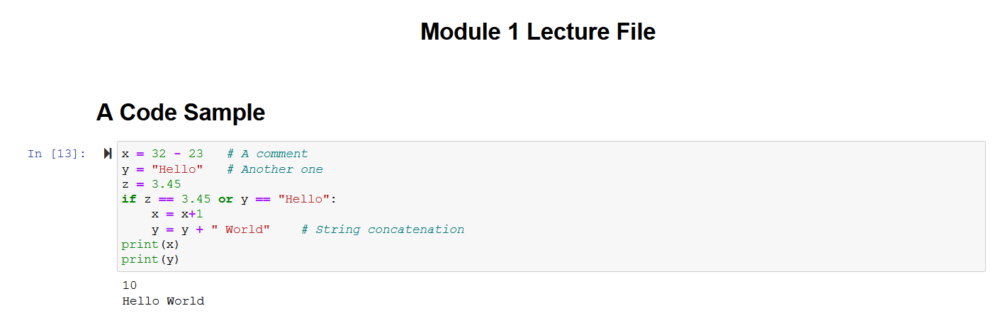 Module 1 Lecture File
A Code Sample
In [13]:
x = 32 - 23   # A comment
y = "Hello"   # Another one
z = 3.45
if z == 3.45 or y == "Hello":
    x = x+1
    y = y + " World"    # String concatenation
print(x)
print(y)
10
Hello World